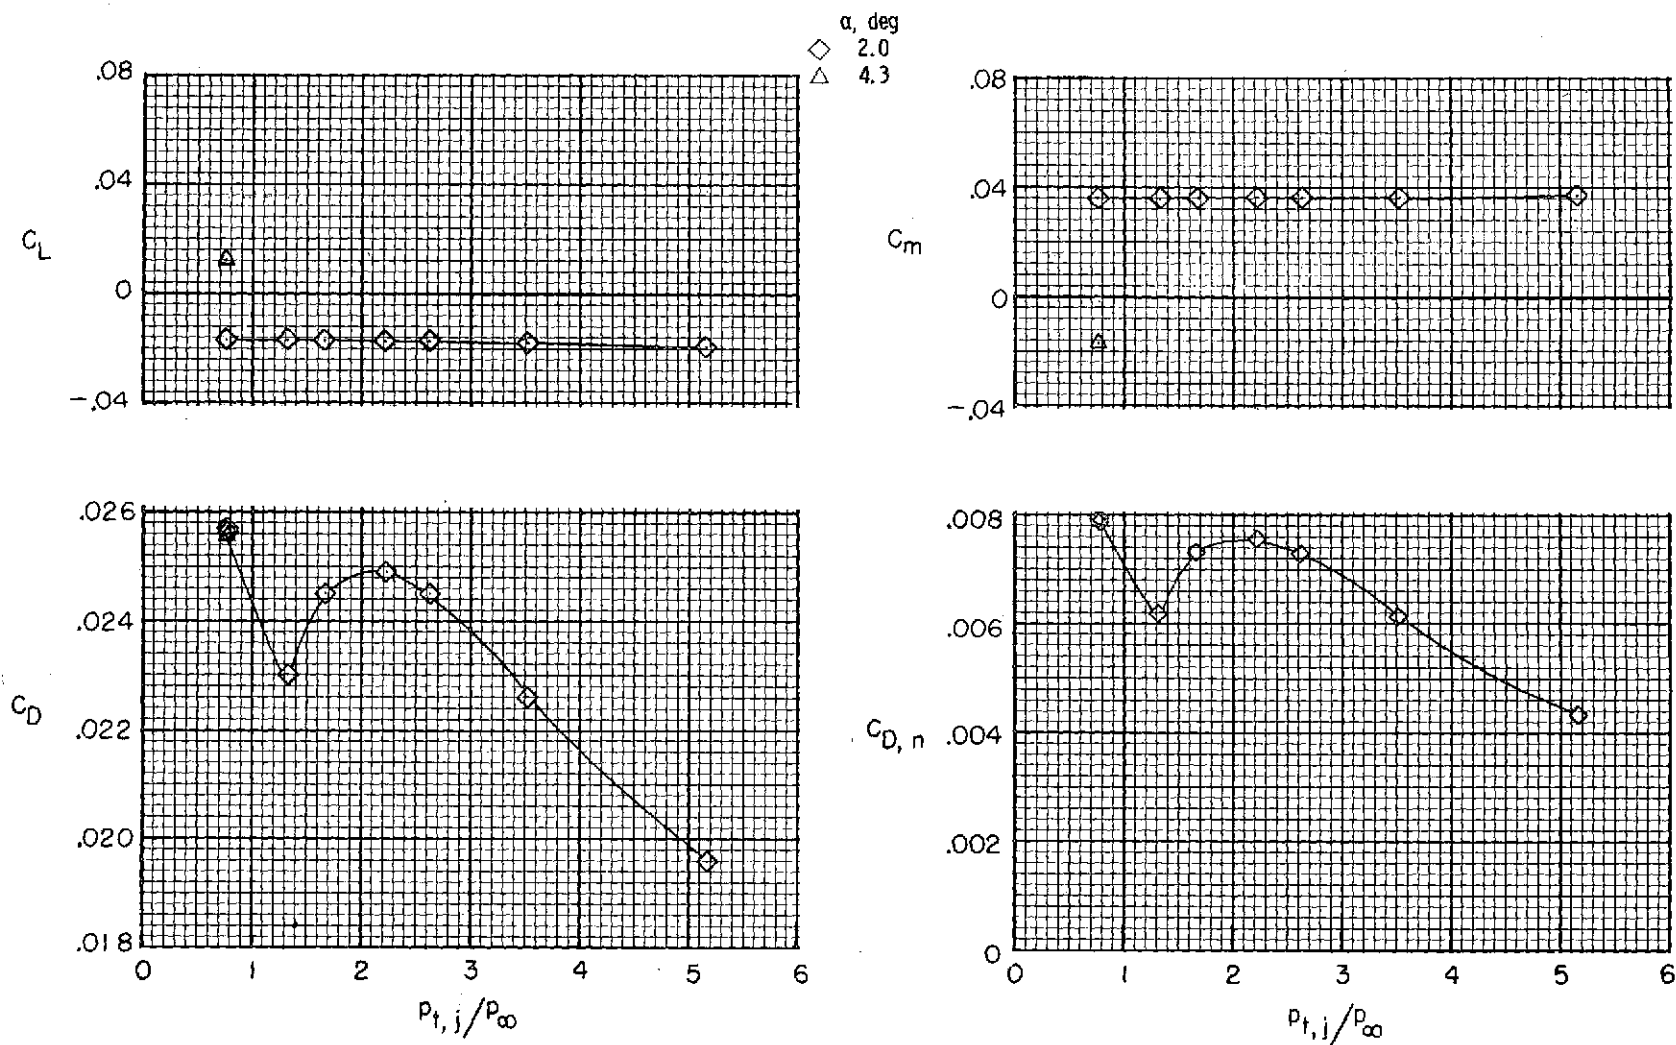 α, deg
◇ 2.0
△ 4.3
.08
.04
0
-.04
C_L
.08
.04
0
-.04
C_m
.026
.024
.022
.020
.018
C_D
0 1 2 3 4 5 6
p_t,j/p_∞
.008
.006
.004
.002
0
C_D,n
0 1 2 3 4 5 6
p_t,j/p_∞